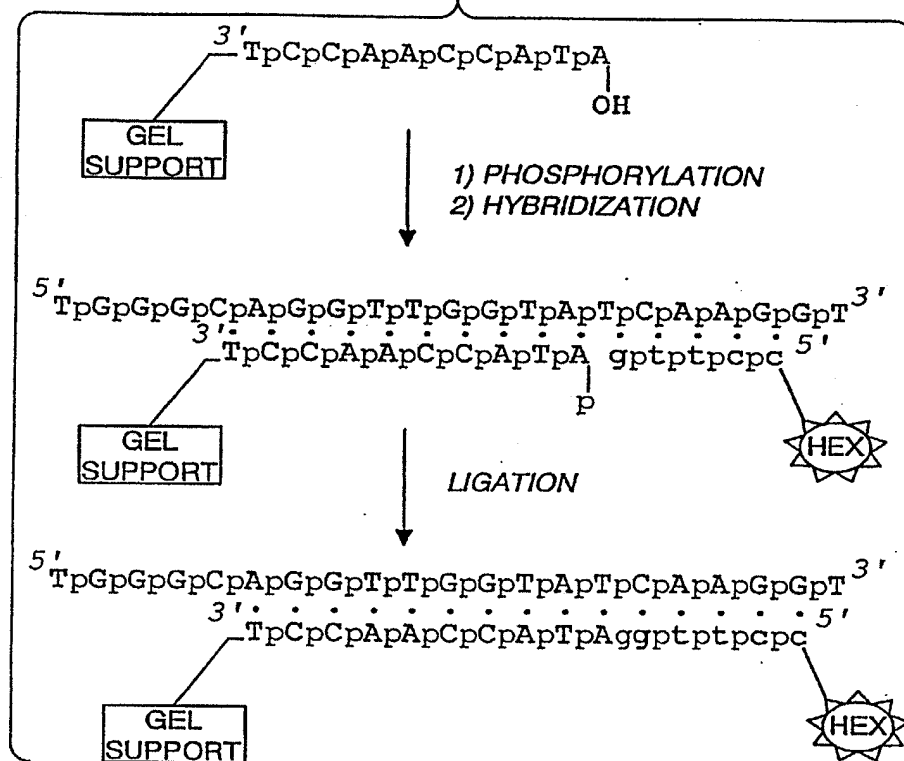 3' TpCpCpApApCpCpApTpA
OH
GEL
SUPPORT
1) PHOSPHORYLATION
2) HYBRIDIZATION
5' TpGpGpGpCpApGpGpTpTpGpGpTpApTpCpApApGpGpT 3'
3' TpCpCpApApCpCpApTpA gptptpcpc 5'
p
GEL
SUPPORT
HEX
LIGATION
5' TpGpGpGpCpApGpGpTpTpGpGpTpApTpCpApApGpGpT 3'
3' TpCpCpApApCpCpApTpAggptptpcpc 5'
GEL
SUPPORT
HEX